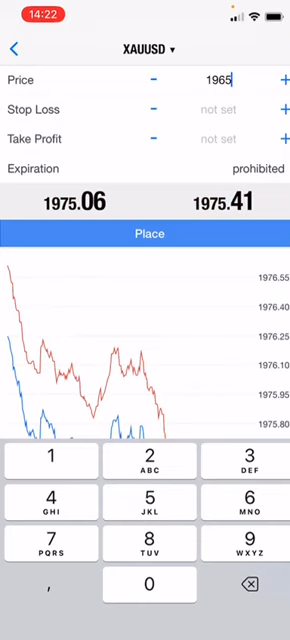 14:22
XAUUSD ▾
Price - 1965 +
Stop Loss - not set +
Take Profit - not set +
Expiration prohibited
1975.06 1975.41
Place
1976.55
1976.40
1976.25
1976.10
1975.95
1975.80
1 2 3
ABC DEF
4 5 6
GHI JKL MNO
7 8 9
PQRS TUV WXYZ
, 0